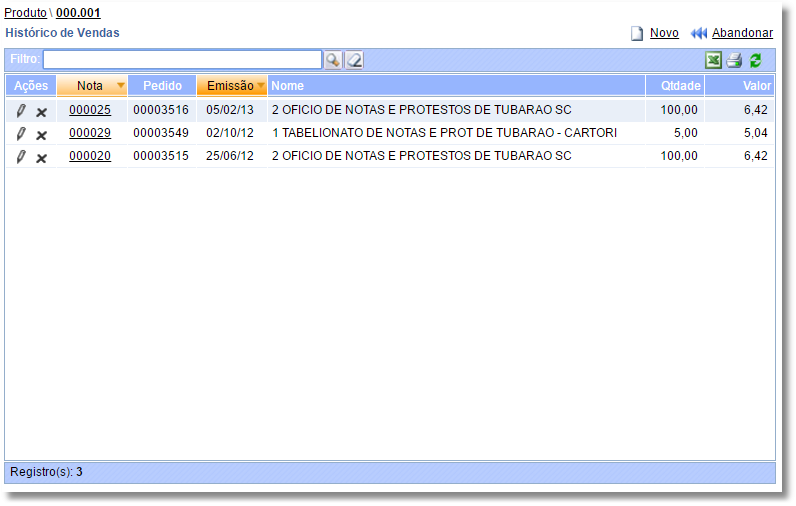 Produto \ 000.001
Histórico de Vendas Novo Abandonar
Filtro:
Ações Nota Pedido Emissão Nome Qtdade Valor
000025 00003516 05/02/13 2 OFICIO DE NOTAS E PROTESTOS DE TUBARAO SC 100,00 6,42
000029 00003549 02/10/12 1 TABELIONATO DE NOTAS E PROT DE TUBARAO - CARTORI 5,00 5,04
000020 00003515 25/06/12 2 OFICIO DE NOTAS E PROTESTOS DE TUBARAO SC 100,00 6,42
Registro(s): 3